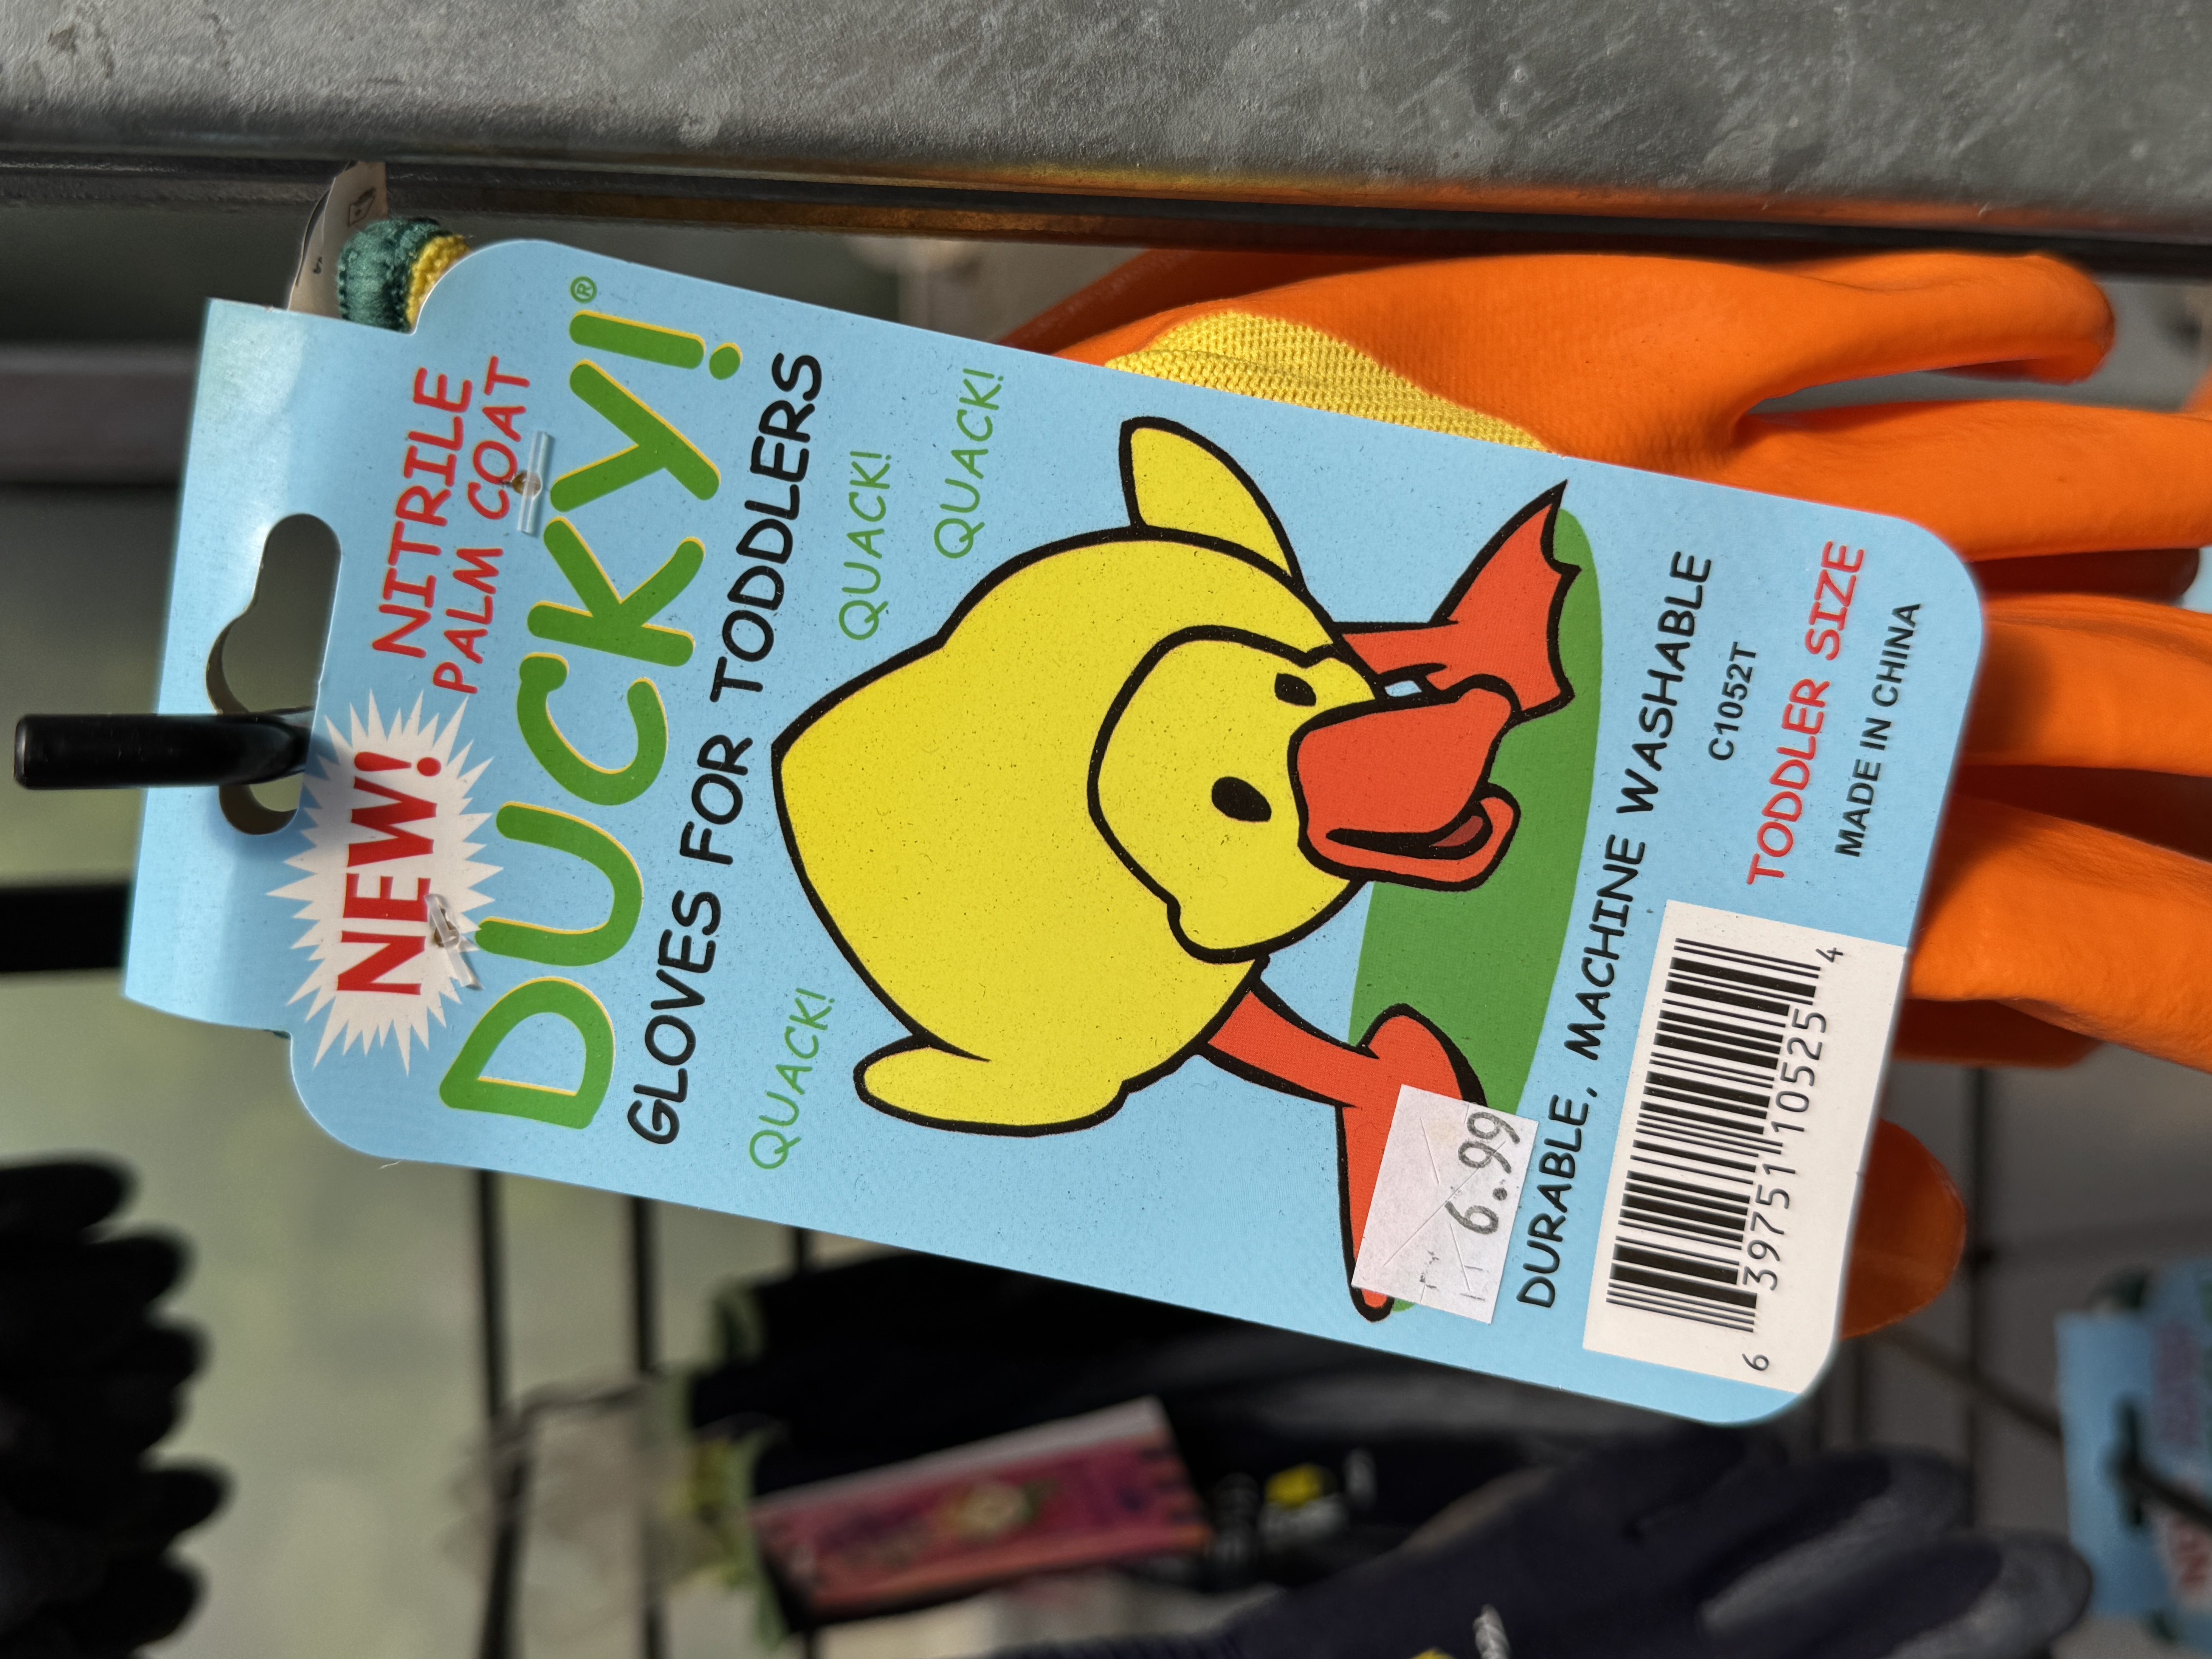 NEW!
NITRILE
PALM COAT
DUCKY!®
GLOVES FOR TODDLERS
QUACK!
QUACK!
QUACK!
6.99
DURABLE, MACHINE WASHABLE
C1052T
TODDLER SIZE
MADE IN CHINA
6 39751 10525 4